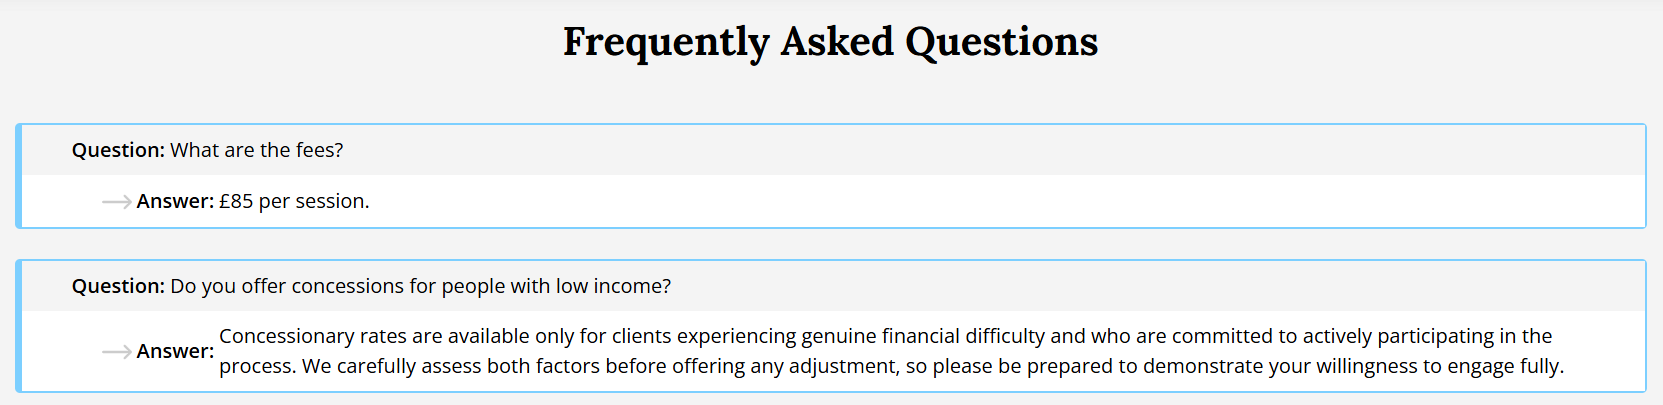 Frequently Asked Questions
Question: What are the fees?
Answer: £85 per session.
Question: Do you offer concessions for people with low income?
Answer: Concessionary rates are available only for clients experiencing genuine financial difficulty and who are committed to actively participating in the
process. We carefully assess both factors before offering any adjustment, so please be prepared to demonstrate your willingness to engage fully.